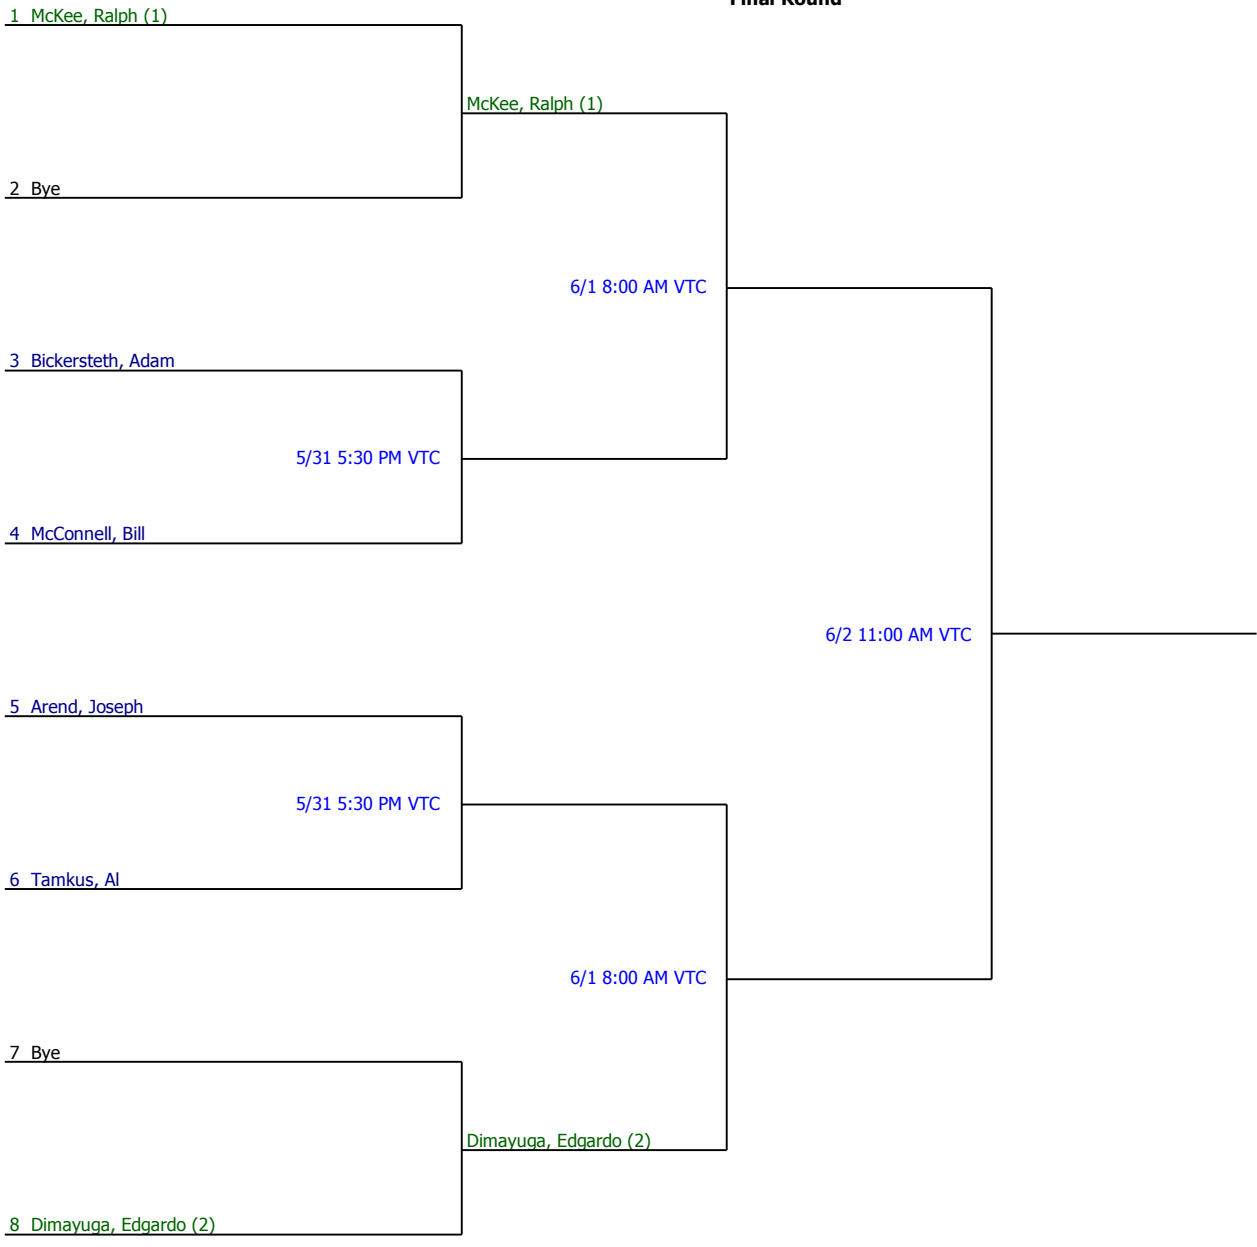 Final Round
1 McKee, Ralph (1)
McKee, Ralph (1)
2 Bye
6/1 8:00 AM VTC
3 Bickersteth, Adam
5/31 5:30 PM VTC
4 McConnell, Bill
6/2 11:00 AM VTC
5 Arend, Joseph
5/31 5:30 PM VTC
6 Tamkus, Al
6/1 8:00 AM VTC
7 Bye
Dimayuga, Edgardo (2)
8 Dimayuga, Edgardo (2)